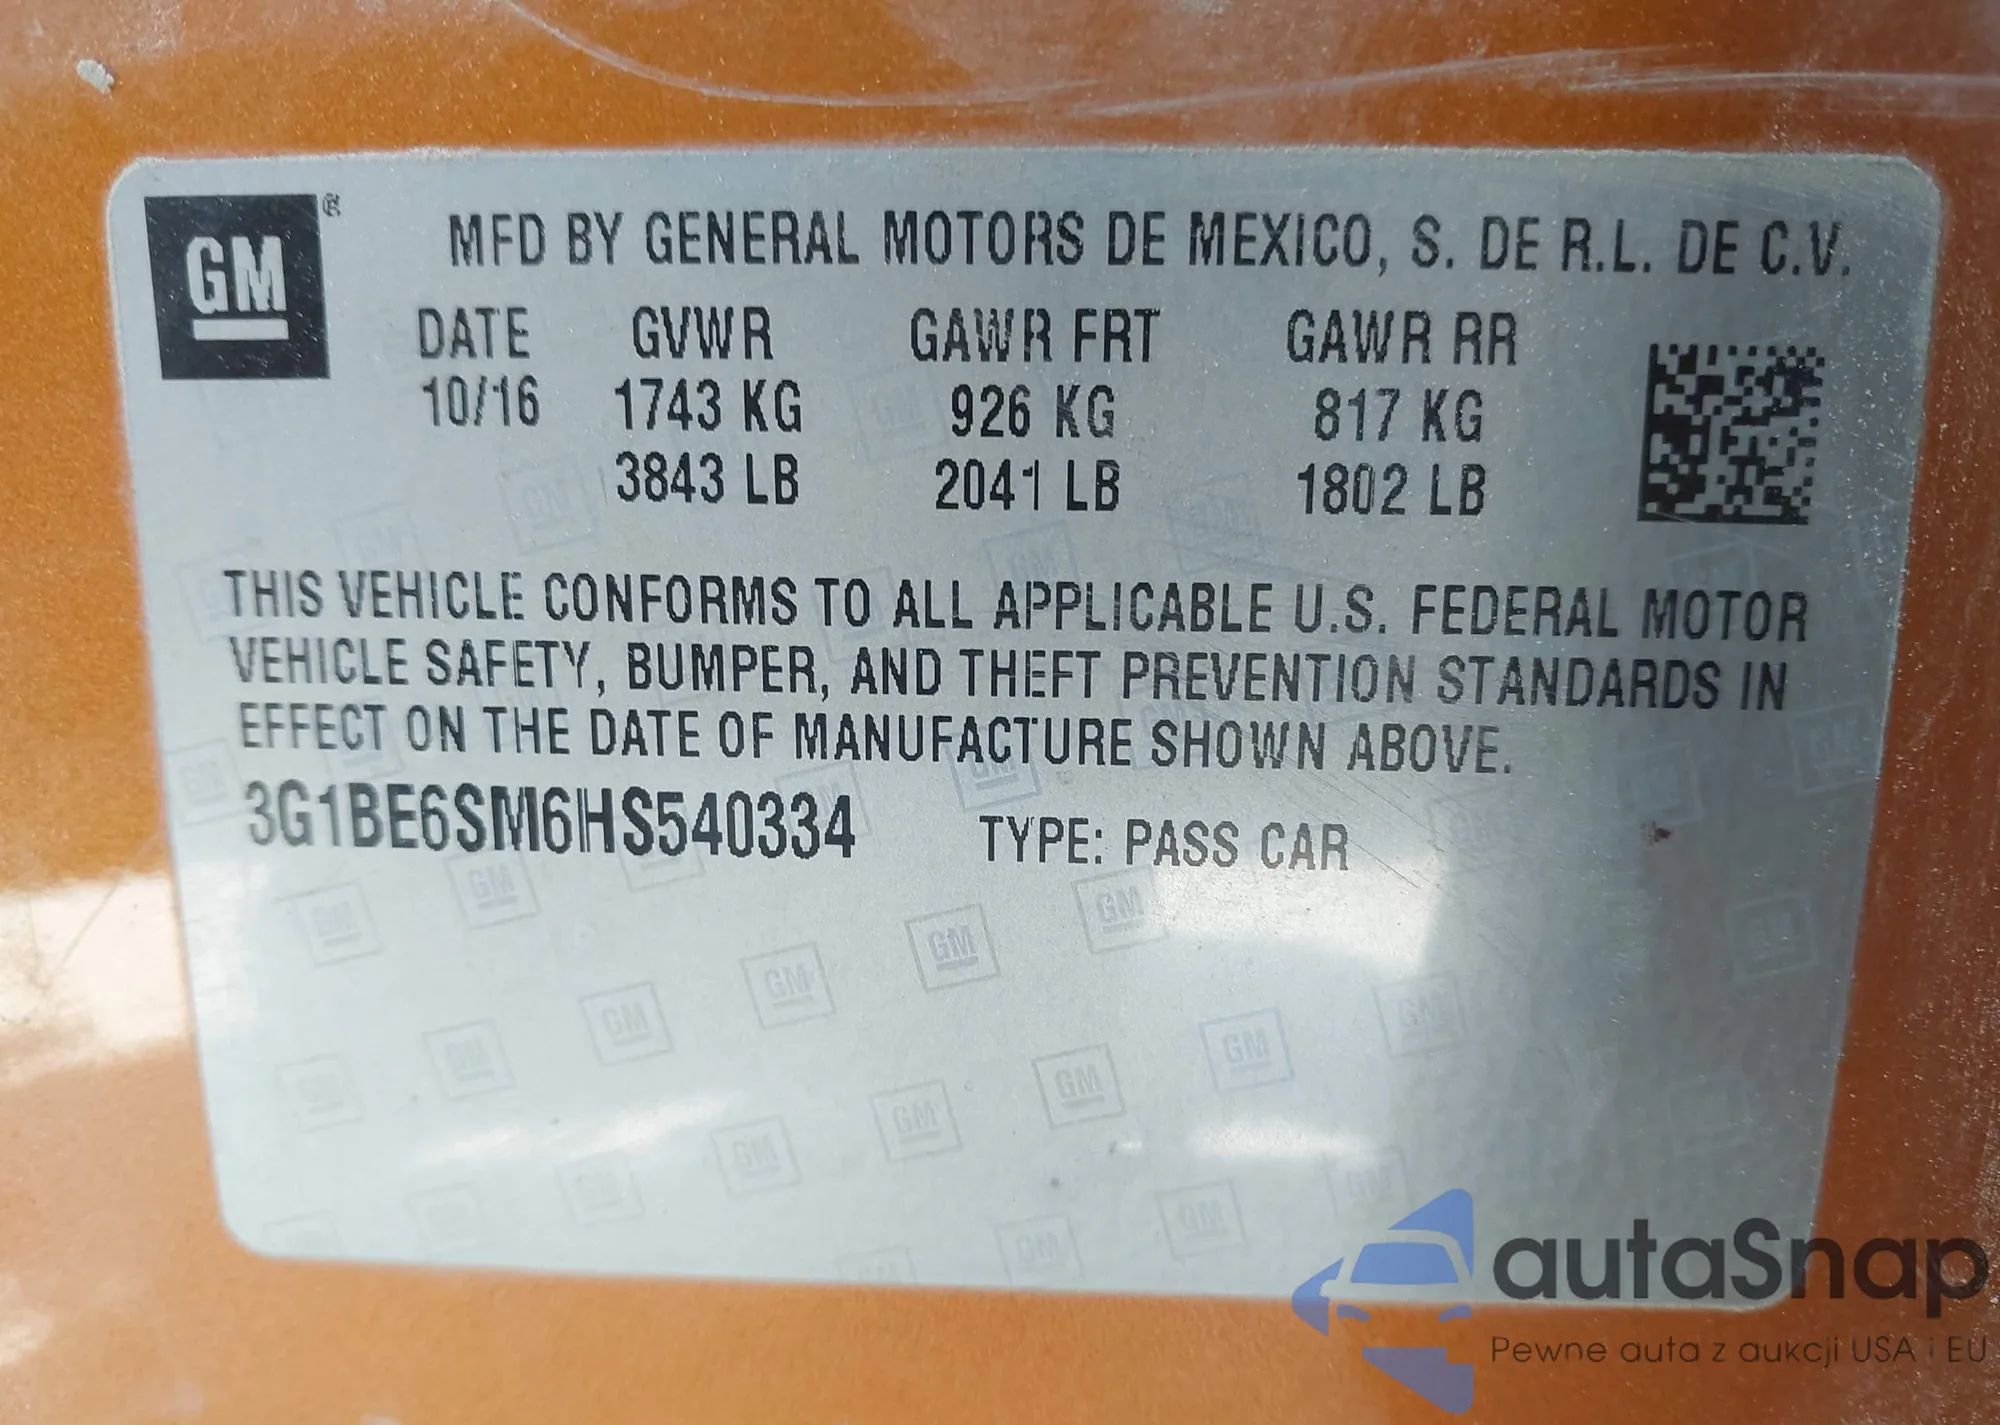 GM ®
MFD BY GENERAL MOTORS DE MEXICO, S. DE R.L. DE C.V.
DATE GVWR GAWR FRT GAWR RR
10/16 1743 KG 926 KG 817 KG
3843 LB 2041 LB 1802 LB
THIS VEHICLE CONFORMS TO ALL APPLICABLE U.S. FEDERAL MOTOR
VEHICLE SAFETY, BUMPER, AND THEFT PREVENTION STANDARDS IN
EFFECT ON THE DATE OF MANUFACTURE SHOWN ABOVE.
3G1BE6SM6HS540334 TYPE: PASS CAR
autaSnap
Pewne auta z aukcji USA i EU